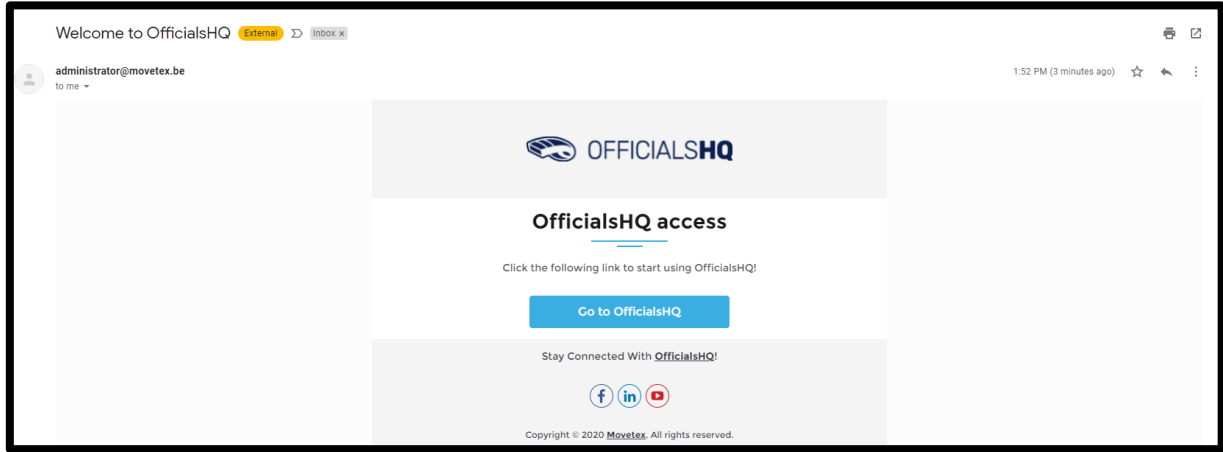 Welcome to OfficialsHQ External Inbox x
administrator@movetex.be 1:52 PM (3 minutes ago)
to me
OFFICIALSHQ
OfficialsHQ access
Click the following link to start using OfficialsHQ!
Go to OfficialsHQ
Stay Connected With OfficialsHQ!
f in
Copyright © 2020 Movetex, All rights reserved.